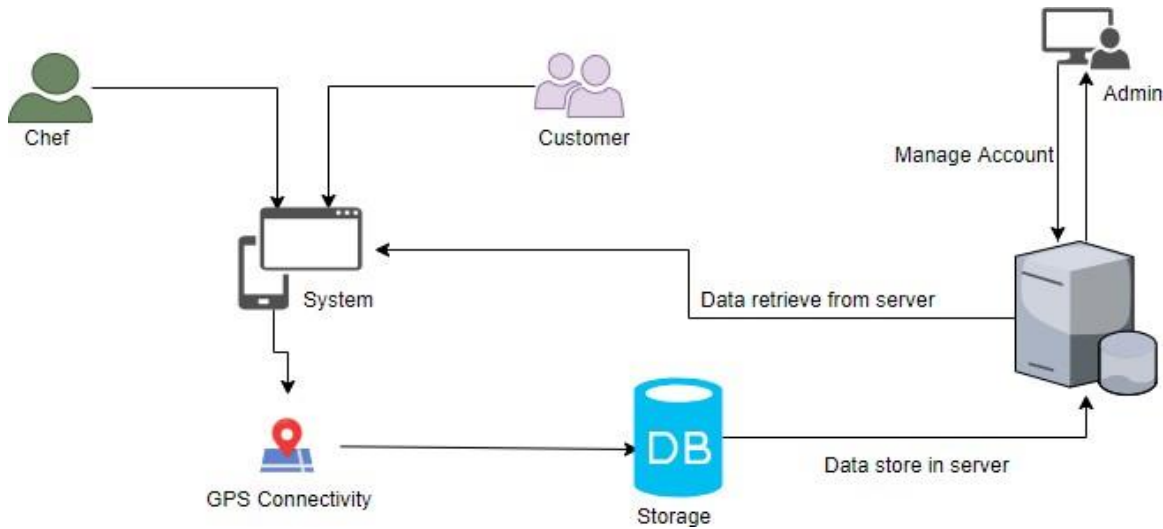 Chef
Customer
Admin
Manage Account
System
Data retrieve from server
DB
GPS Connectivity
Data store in server
Storage